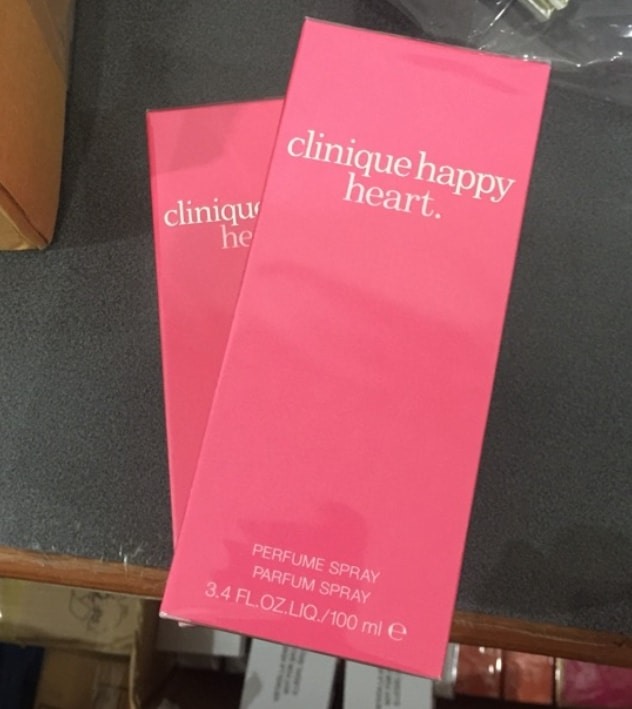 clinique happy
heart.
PERFUME SPRAY
PARFUM SPRAY
3.4 FL.OZ.LIQ./100 ml ℮
clinique
he